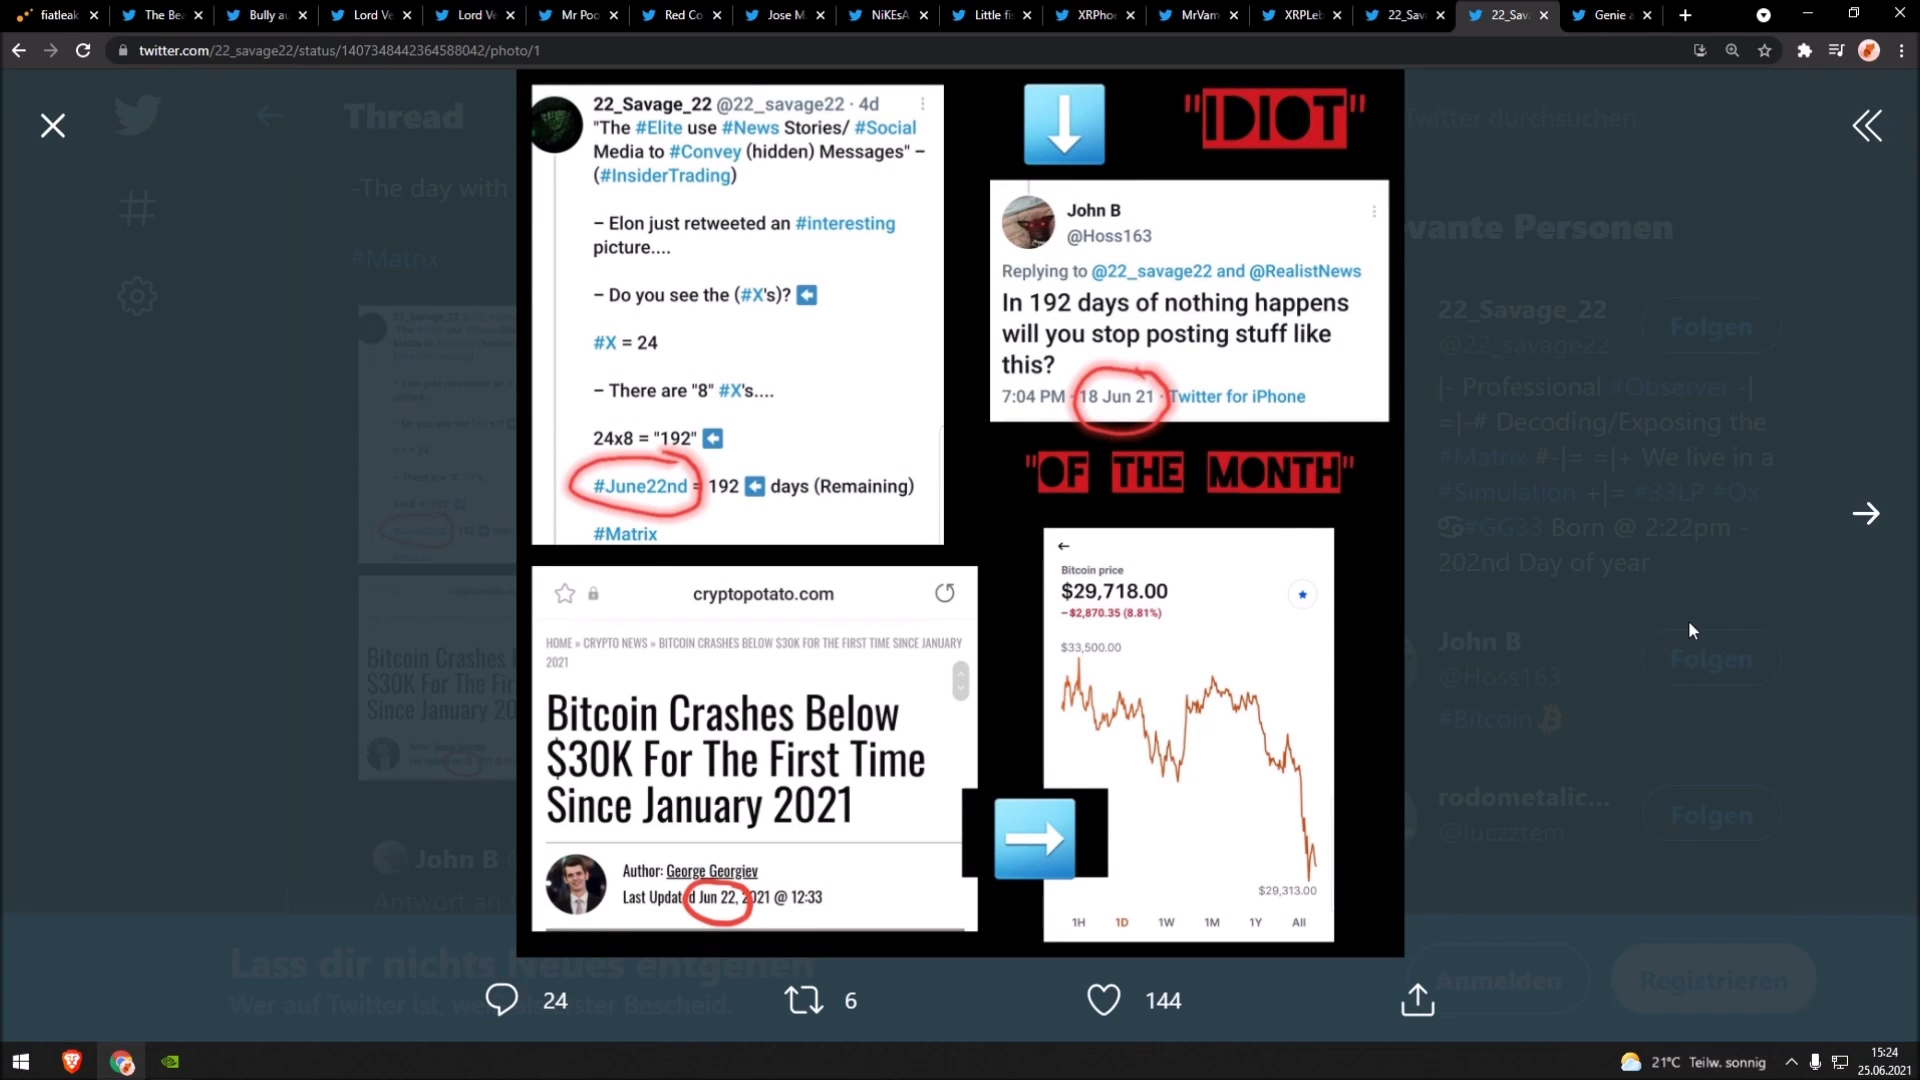 fiatleak
The Be
Bully au
Lord Ve
Lord Ve
Mr Poo
Red Co
Jose M
NiKEsA
Little fi
XRPhoe
MrVam
XRPLeb
22_Sav
22_Sav
Genie a
twitter.com/22_savage22/status/1407348442364588042/photo/1
Thread
-The day with
#Matrix
22_Savage_22 @22_savage22 · 4d
"The #Elite use #News Stories/ #Social
Media to #Convey (hidden) Messages" –
(#InsiderTrading)
– Elon just retweeted an #interesting
picture....
– Do you see the (#X's)? ⬅
#X = 24
– There are "8" #X's....
24x8 = "192" ⬅
#June22nd = 192 ⬅ days (Remaining)
#Matrix
"IDIOT"
John B
@Hoss163
Replying to @22_savage22 and @RealistNews
In 192 days of nothing happens
will you stop posting stuff like
this?
7:04 PM · 18 Jun 21 · Twitter for iPhone
"OF THE MONTH"
cryptopotato.com
HOME » CRYPTO NEWS » BITCOIN CRASHES BELOW $30K FOR THE FIRST TIME SINCE JANUARY
2021
Bitcoin Crashes Below
$30K For The First Time
Since January 2021
Author: George Georgiev
Last Updated Jun 22, 2021 @ 12:33
Bitcoin price
$29,718.00
−$2,870.35 (8.81%)
$33,500.00
$29,313.00
1H 1D 1W 1M 1Y All
Twitter durchsuchen
vante Personen
22_Savage_22
@22_savage22
Folgen
|- Professional #Observer -|
=|-# Decoding/Exposing the
#Matrix #-|= =|+ We live in a
#Simulation +|= #33LP #Ox
♋#GG33 Born @ 2:22pm -
202nd Day of year
John B
@Hoss163
Folgen
#Bitcoin
rodometalic...
@luczztem
Folgen
John B
Antwort an
Lass dir nichts Neues entgehen
Wer auf Twitter ist, weiß als erster Bescheid.
Anmelden
Registrieren
24
6
144
21°C Teilw. sonnig
15:24
25.06.2021